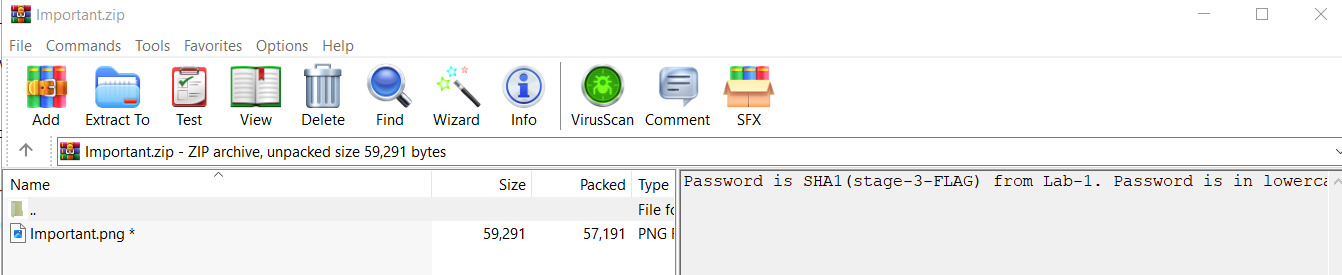 Important.zip
File Commands Tools Favorites Options Help
Add Extract To Test View Delete Find Wizard Info VirusScan Comment SFX
Important.zip - ZIP archive, unpacked size 59,291 bytes
Name Size Packed Type
.. File fo
Important.png * 59,291 57,191 PNG F
Password is SHA1(stage-3-FLAG) from Lab-1. Password is in lowerca